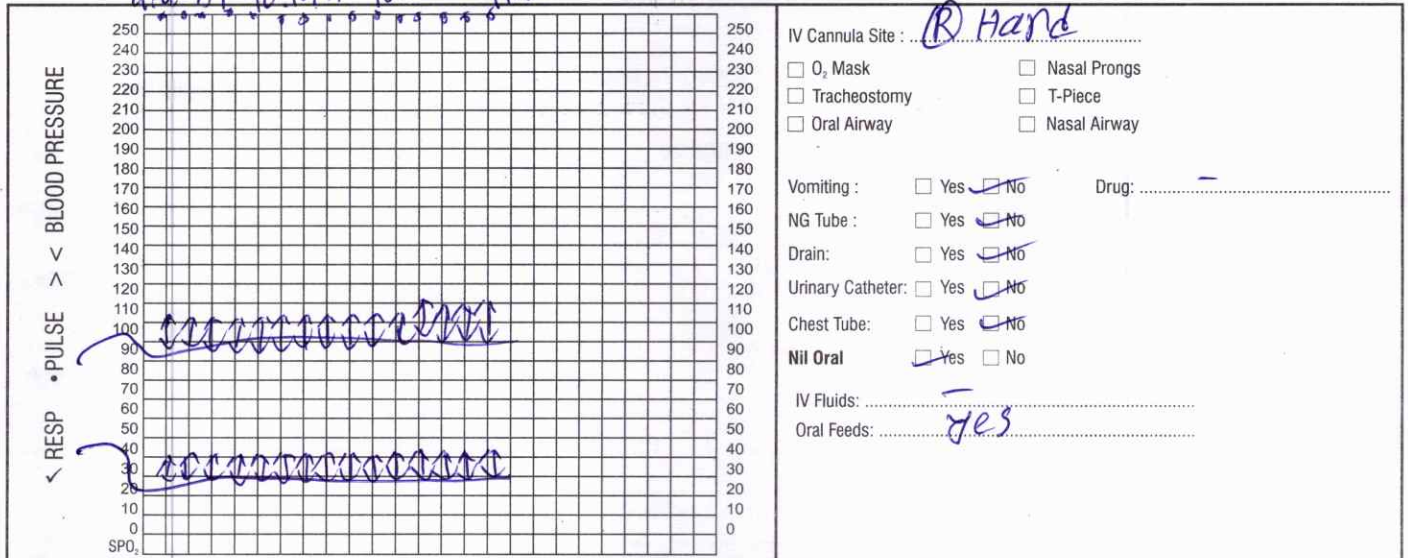 250 250
240 240
230 230
220 220
210 210
200 200
190 190
180 180
170 170
160 160
150 150
140 140
130 130
120 120
110 110
100 100
90 90
80 80
70 70
60 60
50 50
40 40
30 30
20 20
10 10
0 0
SPO₂
< RESP • PULSE > < BLOOD PRESSURE
IV Cannula Site : Ⓡ Hand
☐ O₂ Mask ☐ Nasal Prongs
☐ Tracheostomy ☐ T-Piece
☐ Oral Airway ☐ Nasal Airway
Vomiting : ☐ Yes ☑ No Drug: –
NG Tube : ☐ Yes ☑ No
Drain: ☐ Yes ☑ No
Urinary Catheter: ☐ Yes ☑ No
Chest Tube: ☐ Yes ☑ No
Nil Oral ☑ Yes ☐ No
IV Fluids: –
Oral Feeds: yes